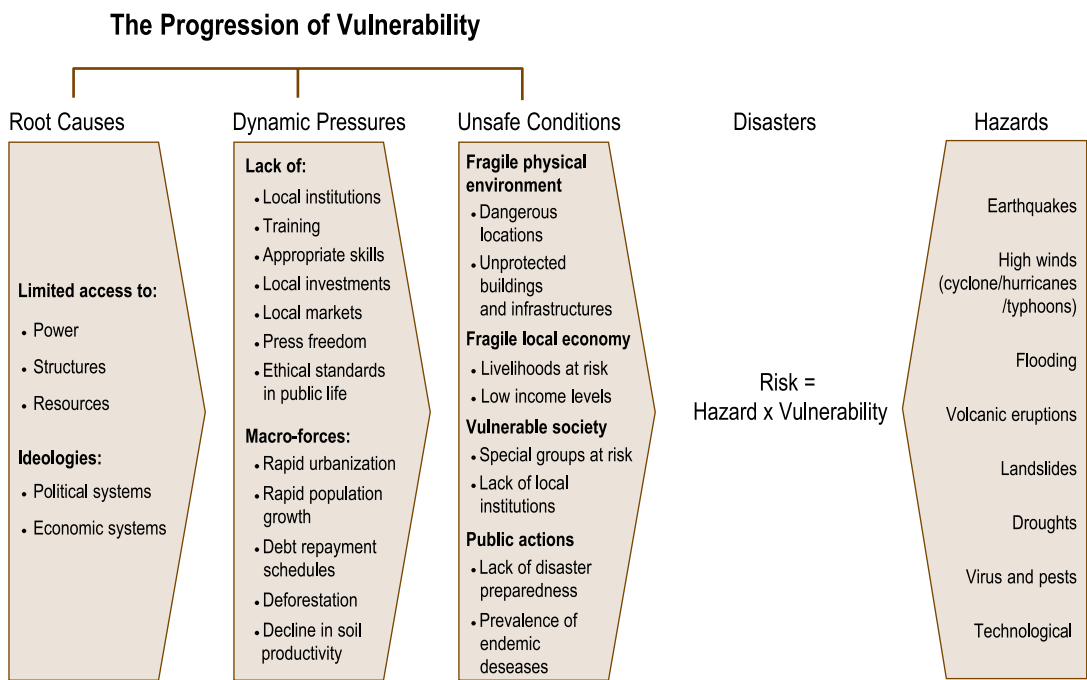 The Progression of Vulnerability
Root Causes
Limited access to:
• Power
• Structures
• Resources
Ideologies:
• Political systems
• Economic systems
Dynamic Pressures
Lack of:
• Local institutions
• Training
• Appropriate skills
• Local investments
• Local markets
• Press freedom
• Ethical standards
in public life
Macro-forces:
• Rapid urbanization
• Rapid population
growth
• Debt repayment
schedules
• Deforestation
• Decline in soil
productivity
Unsafe Conditions
Fragile physical
environment
• Dangerous
locations
• Unprotected
buildings
and infrastructures
Fragile local economy
• Livelihoods at risk
• Low income levels
Vulnerable society
• Special groups at risk
• Lack of local
institutions
Public actions
• Lack of disaster
preparedness
• Prevalence of
endemic
deseases
Disasters
Risk =
Hazard x Vulnerability
Hazards
Earthquakes
High winds
(cyclone/hurricanes
/typhoons)
Flooding
Volcanic eruptions
Landslides
Droughts
Virus and pests
Technological